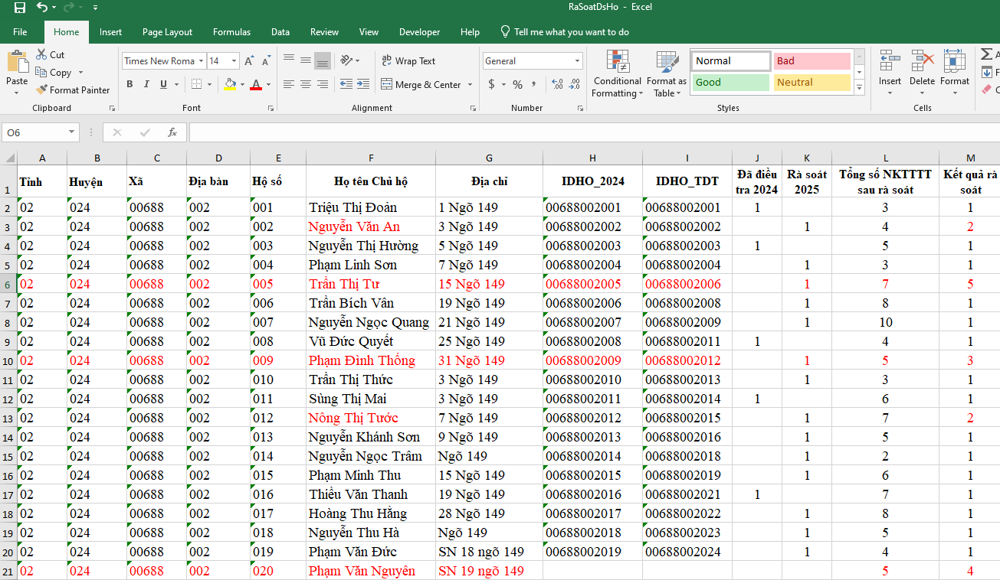 RaSoatDsHo - Excel
File Home Insert Page Layout Formulas Data Review View Developer Help Tell me what you want to do
Cut
Copy
Format Painter
Paste
Clipboard
Times New Roma 14
B I U
Font
Wrap Text
Merge & Center
Alignment
General
$ % ,
Number
Conditional Formatting
Format as Table
Normal Bad
Good Neutral
Styles
Insert Delete Format
Cells
O6 fx
A B C D E F G H I J K L M
1 Tỉnh Huyện Xã Địa bàn Hộ số Họ tên Chủ hộ Địa chỉ IDHO_2024 IDHO_TDT Đã điều tra 2024 Rà soát 2025 Tổng số NKTTTT sau rà soát Kết quả rà soát
2 02 024 00688 002 001 Triệu Thị Đoàn 1 Ngõ 149 00688002001 00688002001 1 3 1
3 02 024 00688 002 002 Nguyễn Văn An 3 Ngõ 149 00688002002 00688002002 1 4 2
4 02 024 00688 002 003 Nguyễn Thị Hường 5 Ngõ 149 00688002003 00688002003 1 5 1
5 02 024 00688 002 004 Phạm Linh Sơn 7 Ngõ 149 00688002004 00688002004 1 3 1
6 02 024 00688 002 005 Trần Thị Tư 15 Ngõ 149 00688002005 00688002006 1 7 5
7 02 024 00688 002 006 Trần Bích Vân 19 Ngõ 149 00688002006 00688002008 1 8 1
8 02 024 00688 002 007 Nguyễn Ngọc Quang 21 Ngõ 149 00688002007 00688002009 1 10 1
9 02 024 00688 002 008 Vũ Đức Quyết 25 Ngõ 149 00688002008 00688002011 1 4 1
10 02 024 00688 002 009 Phạm Đình Thống 31 Ngõ 149 00688002009 00688002012 1 5 3
11 02 024 00688 002 010 Trần Thị Thức 3 Ngõ 149 00688002010 00688002013 1 3 1
12 02 024 00688 002 011 Sùng Thị Mai 3 Ngõ 149 00688002011 00688002014 1 6 1
13 02 024 00688 002 012 Nông Thị Tước 7 Ngõ 149 00688002012 00688002015 1 7 2
14 02 024 00688 002 013 Nguyễn Khánh Sơn 9 Ngõ 149 00688002013 00688002016 1 5 1
15 02 024 00688 002 014 Nguyễn Ngọc Trâm Ngõ 149 00688002014 00688002018 1 2 1
16 02 024 00688 002 015 Phạm Minh Thu 15 Ngõ 149 00688002015 00688002019 1 6 1
17 02 024 00688 002 016 Thiều Văn Thanh 19 Ngõ 149 00688002016 00688002021 1 7 1
18 02 024 00688 002 017 Hoàng Thu Hằng 28 Ngõ 149 00688002017 00688002022 1 8 1
19 02 024 00688 002 018 Nguyễn Thu Hà Ngõ 149 00688002018 00688002023 1 5 1
20 02 024 00688 002 019 Phạm Văn Đức SN 18 ngõ 149 00688002019 00688002024 1 4 1
21 02 024 00688 002 020 Phạm Văn Nguyên SN 19 ngõ 149 5 4